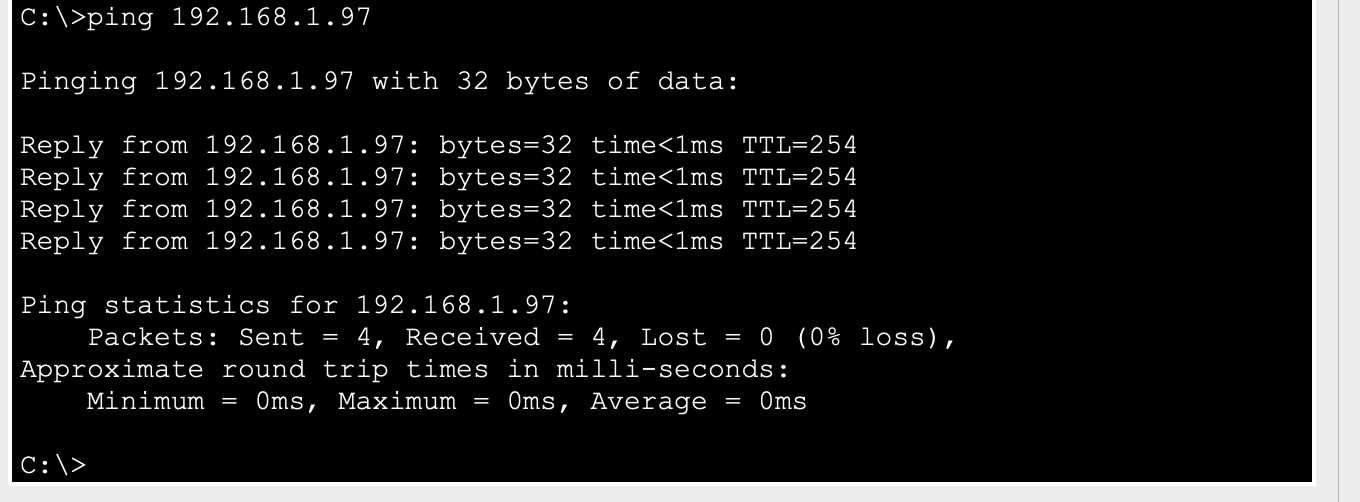 C:\>ping 192.168.1.97
Pinging 192.168.1.97 with 32 bytes of data:
Reply from 192.168.1.97: bytes=32 time<1ms TTL=254
Reply from 192.168.1.97: bytes=32 time<1ms TTL=254
Reply from 192.168.1.97: bytes=32 time<1ms TTL=254
Reply from 192.168.1.97: bytes=32 time<1ms TTL=254
Ping statistics for 192.168.1.97:
    Packets: Sent = 4, Received = 4, Lost = 0 (0% loss),
Approximate round trip times in milli-seconds:
    Minimum = 0ms, Maximum = 0ms, Average = 0ms
C:\>